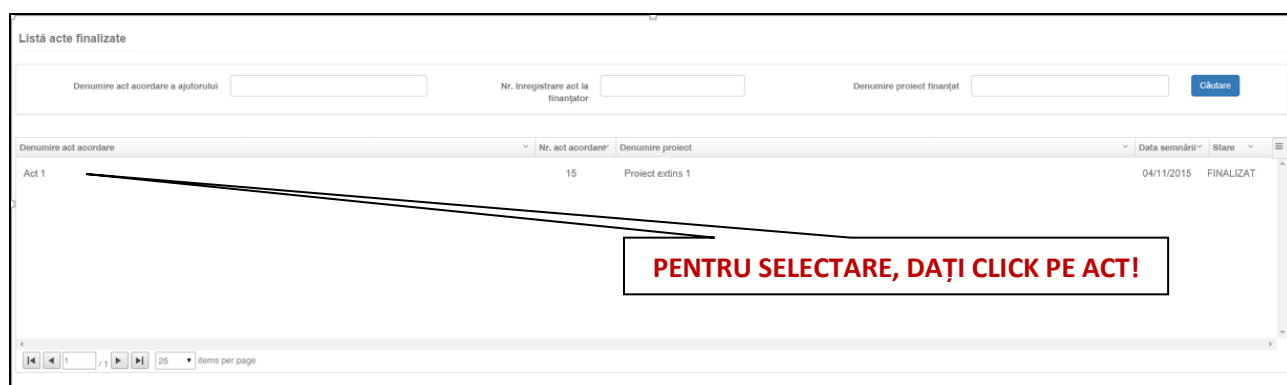 Listă acte finalizate
Denumire act acordare a ajutorului
Nr. înregistrare act la
finanțator
Denumire proiect finanțat
Căutare
Denumire act acordare Nr. act acordare Denumire proiect Data semnării Stare
Act 1 15 Proiect extins 1 04/11/2015 FINALIZAT
PENTRU SELECTARE, DAȚI CLICK PE ACT!
1 / 1 25 items per page